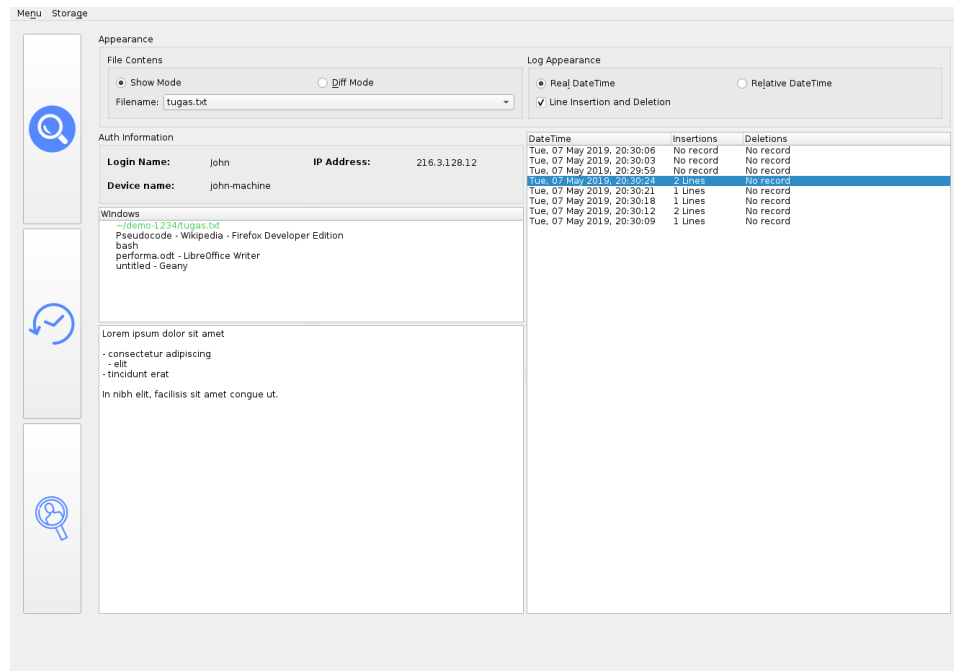 Menu Storage
Appearance
File Contens
Show Mode
Diff Mode
Filename: tugas.txt
Log Appearance
Real DateTime
Relative DateTime
Line Insertion and Deletion
Auth Information
Login Name: John IP Address: 216.3.128.12
Device name: john-machine
Windows
~/demo-1234/tugas.txt
Pseudocode - Wikipedia - Firefox Developer Edition
bash
performa.odt - LibreOffice Writer
untitled - Geany
Lorem ipsum dolor sit amet
- consectetur adipiscing
- elit
- tincidunt erat
In nibh elit, facilisis sit amet congue ut.
DateTime Insertions Deletions
Tue, 07 May 2019, 20:30:06 No record No record
Tue, 07 May 2019, 20:30:03 No record No record
Tue, 07 May 2019, 20:29:59 No record No record
Tue, 07 May 2019, 20:30:24 2 Lines No record
Tue, 07 May 2019, 20:30:21 1 Lines No record
Tue, 07 May 2019, 20:30:18 1 Lines No record
Tue, 07 May 2019, 20:30:12 2 Lines No record
Tue, 07 May 2019, 20:30:09 1 Lines No record